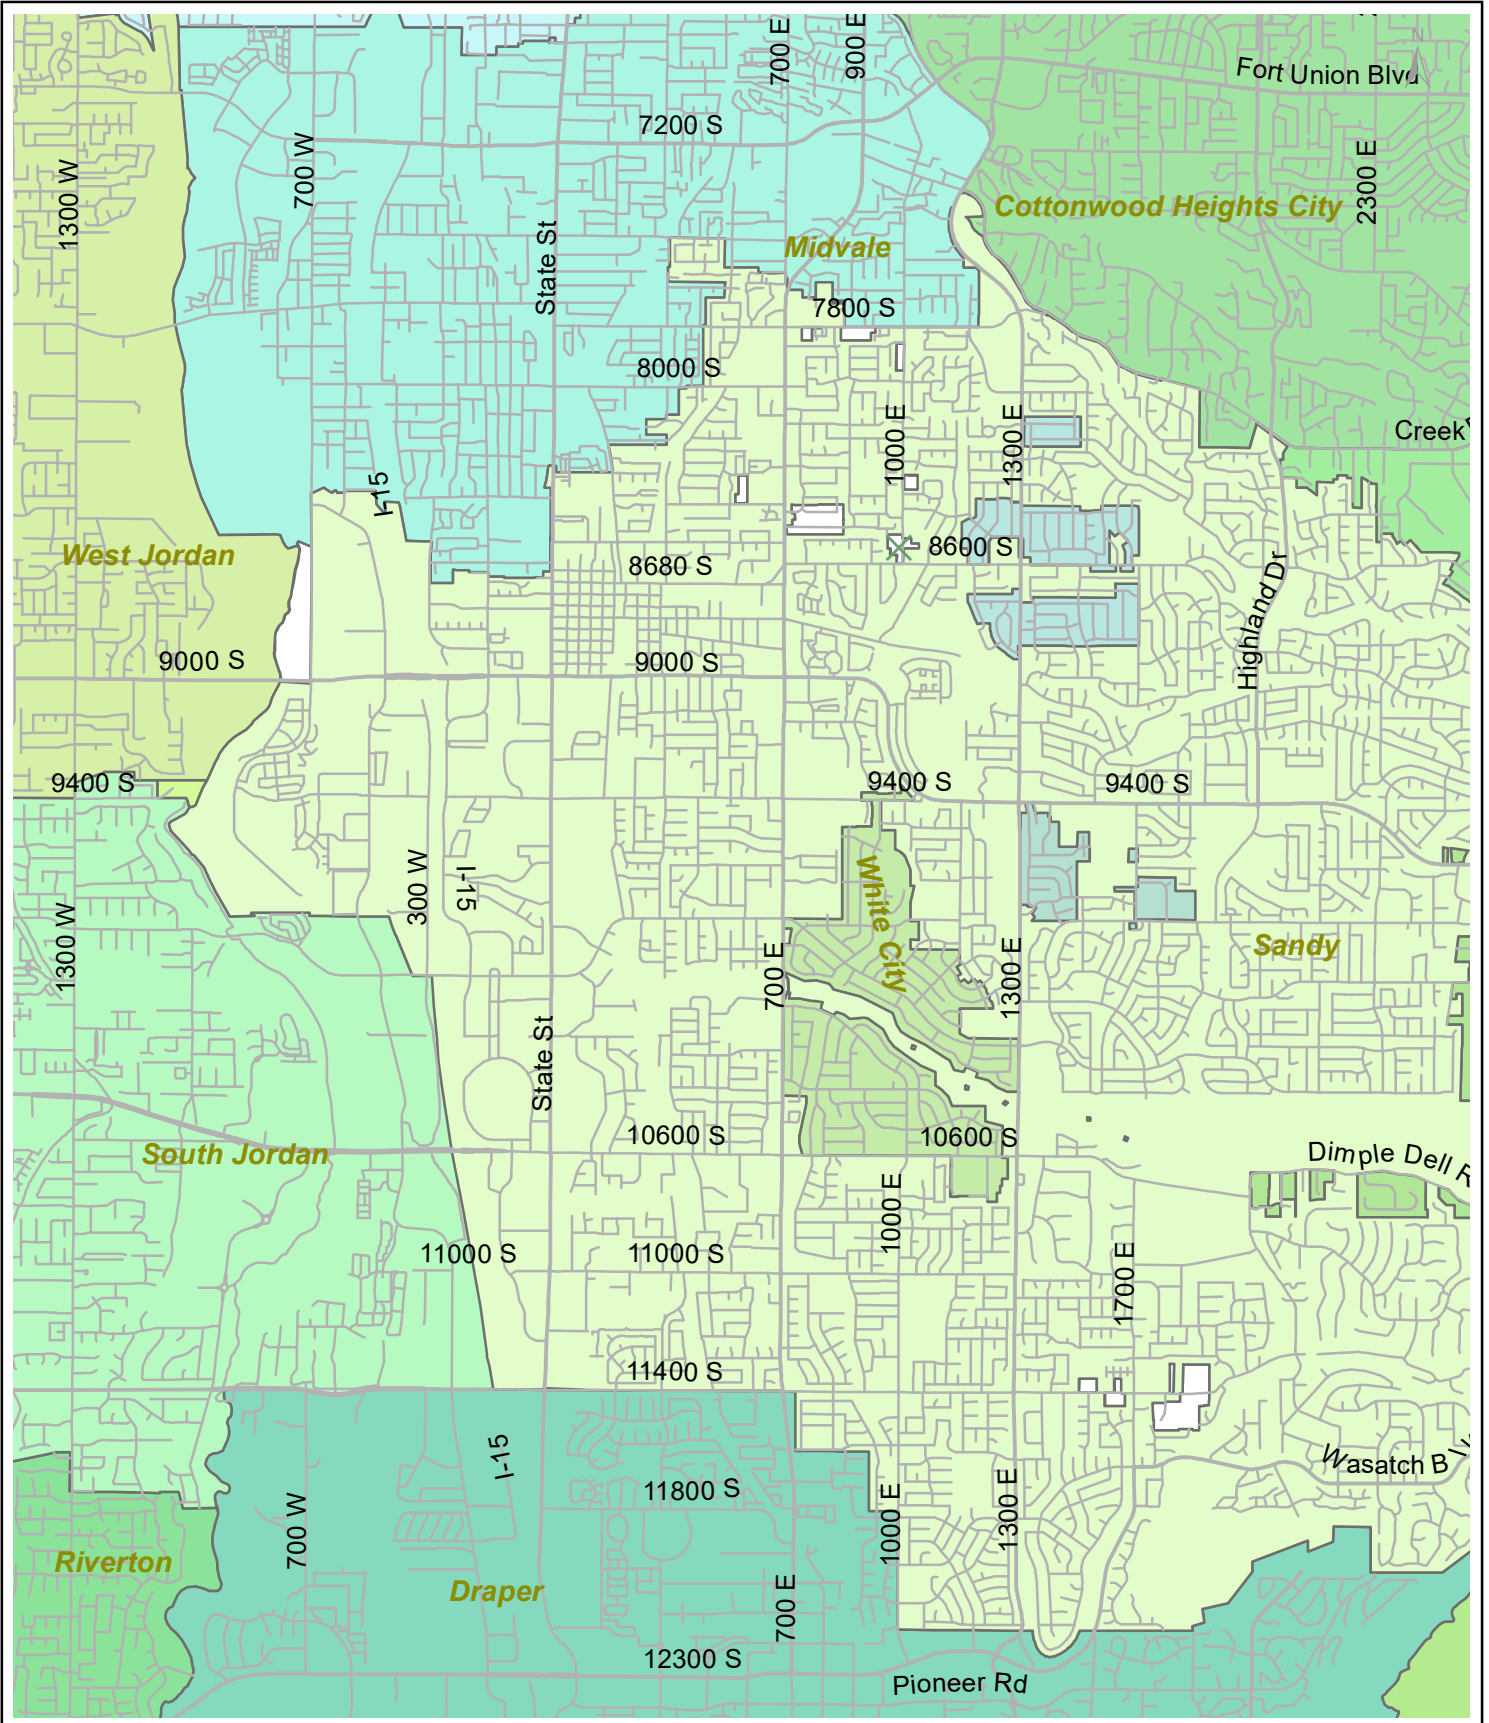 700 E
900 E
Fort Union Blvd
N
7200 S
1300 W
700 W
2300 E
Cottonwood Heights City
State St
Midvale
7800 S
8000 S
1000 E
1300 E
Creek
I-15
West Jordan
8680 S
8600 S
Highland Dr
9000 S
9000 S
9400 S
9400 S
9400 S
300 W
I-15
White City
1300 W
700 E
1300 E
Sandy
State St
10600 S
10600 S
South Jordan
Dimple Dell R
1000 E
11000 S
11000 S
1700 E
11400 S
I-15
Wasatch Blv
11800 S
1000 E
1300 E
700 W
Riverton
Draper
700 E
12300 S
Pioneer Rd